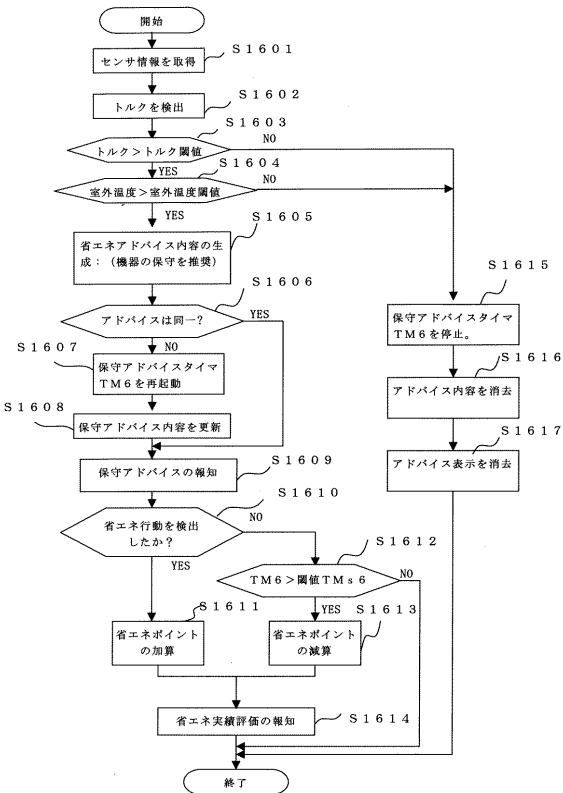 開始
センサ情報を取得
S1601
トルクを検出
S1602
トルク>トルク閾値
S1603
NO
YES
室外温度>室外温度閾値
S1604
NO
YES
省エネアドバイス内容の生
成:(機器の保守を推奨)
S1605
アドバイスは同一?
S1606
YES
NO
保守アドバイスタイマ
TM6を再起動
S1607
保守アドバイス内容を更新
S1608
保守アドバイスの報知
S1609
省エネ行動を検出
したか?
S1610
NO
YES
省エネポイント
の加算
S1611
TM6>閾値TMs6
S1612
NO
YES
省エネポイント
の減算
S1613
省エネ実績評価の報知
S1614
保守アドバイスタイマ
TM6を停止。
S1615
アドバイス内容を消去
S1616
アドバイス表示を消去
S1617
終了